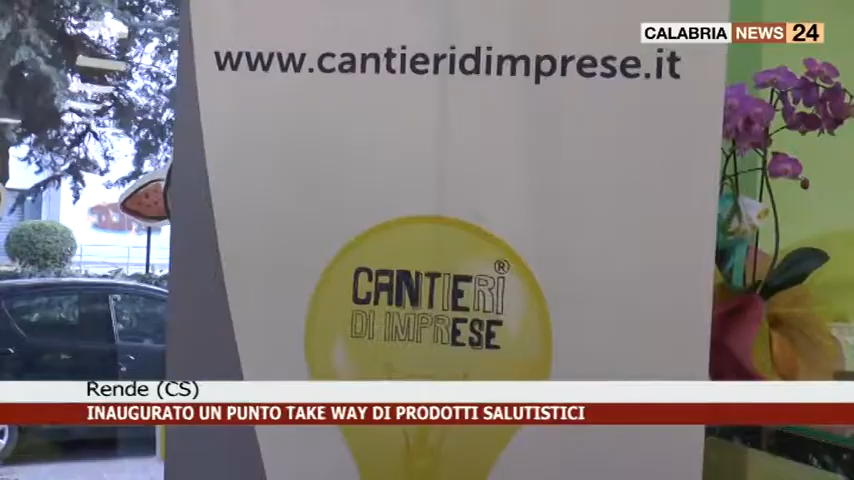 CALABRIA NEWS 24
www.cantieridimprese.it
CANTIERI®
DI IMPRESE
Rende (CS)
INAUGURATO UN PUNTO TAKE WAY DI PRODOTTI SALUTISTICI